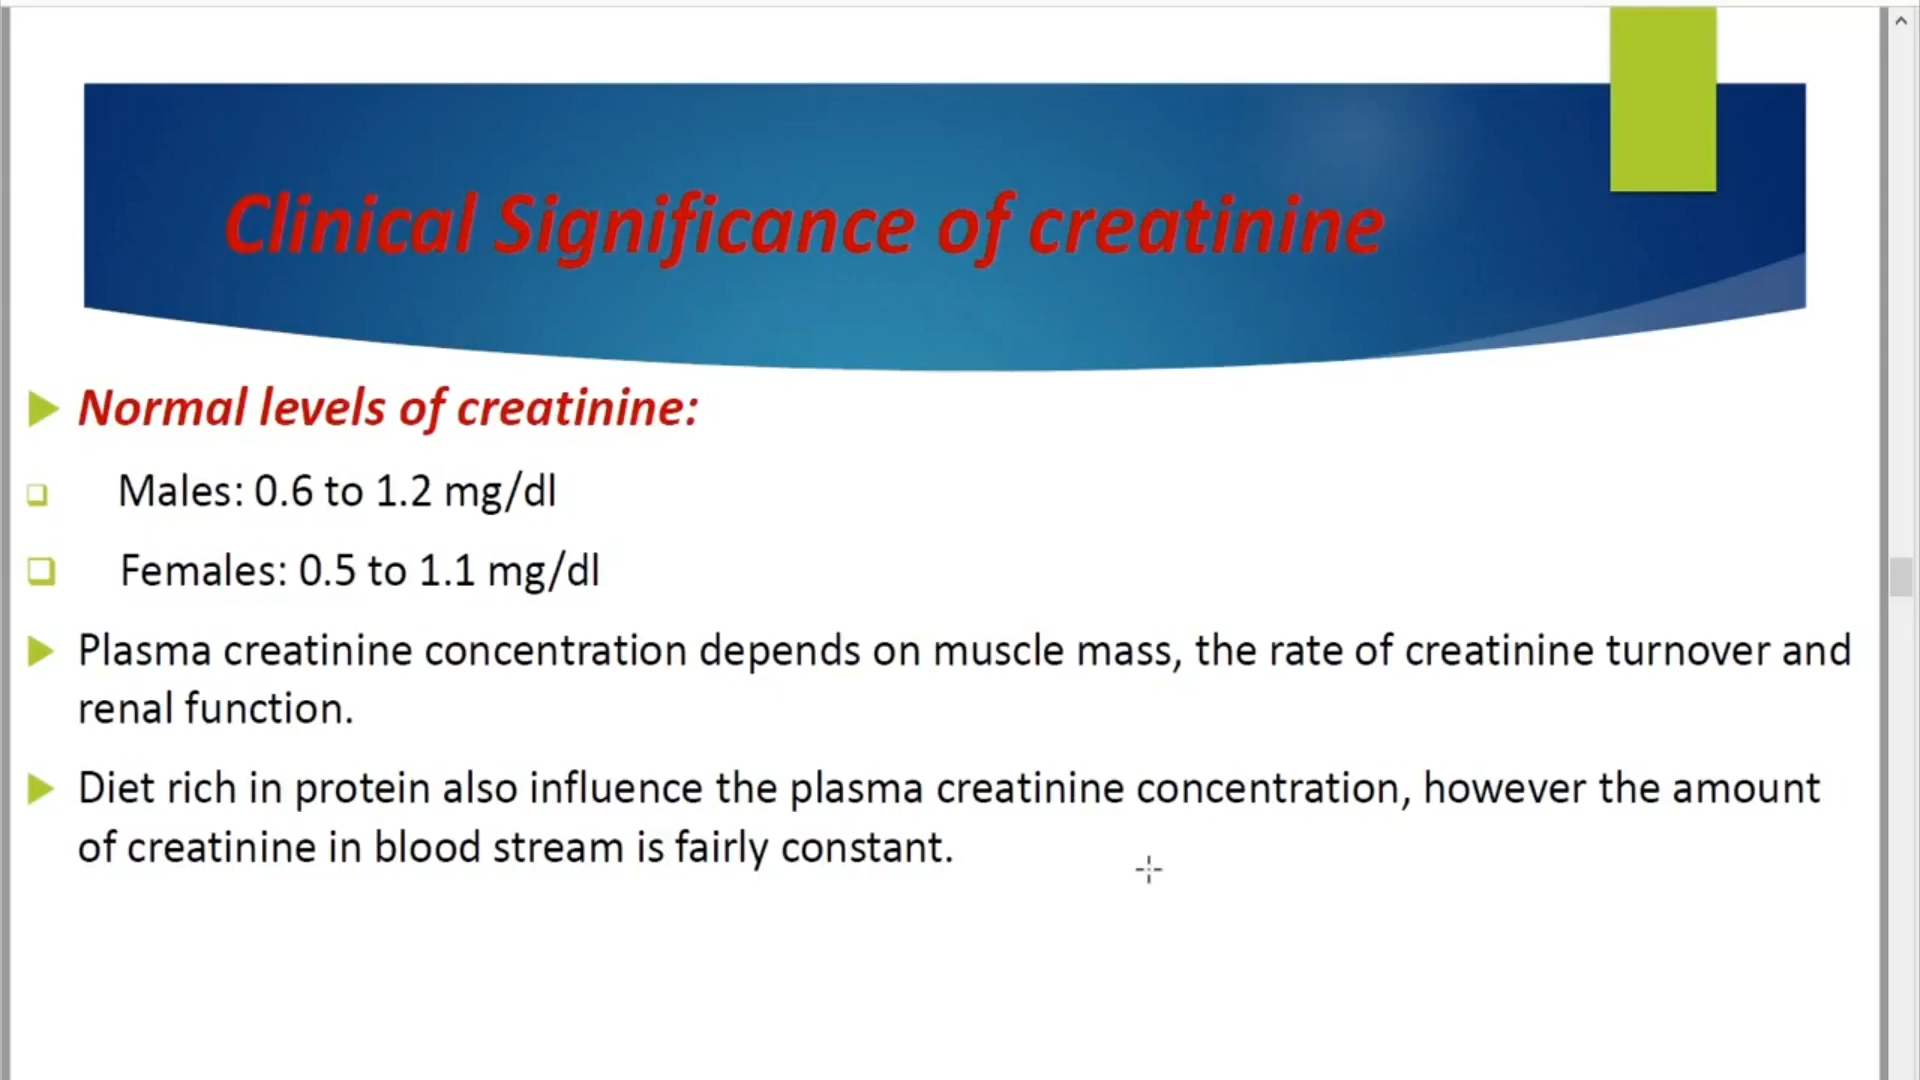 Clinical Significance of creatinine
Normal levels of creatinine:
Males: 0.6 to 1.2 mg/dl
Females: 0.5 to 1.1 mg/dl
Plasma creatinine concentration depends on muscle mass, the rate of creatinine turnover and
renal function.
Diet rich in protein also influence the plasma creatinine concentration, however the amount
of creatinine in blood stream is fairly constant.